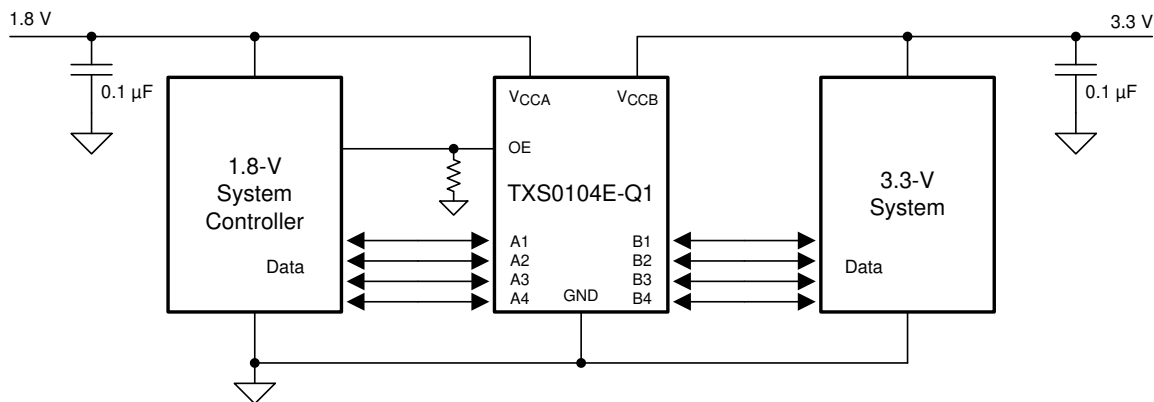 1.8 V
3.3 V
0.1 µF
0.1 µF
VCCA
VCCB
OE
1.8-V
System
Controller
TXS0104E-Q1
3.3-V
System
Data
A1
A2
A3
A4
GND
B1
B2
B3
B4
Data